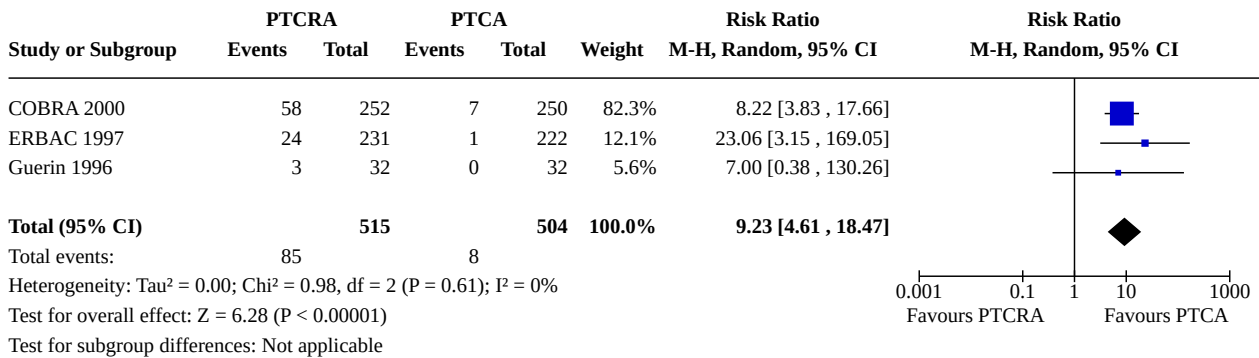 PTCRA PTCA Risk Ratio Risk Ratio
Study or Subgroup Events Total Events Total Weight M-H, Random, 95% CI M-H, Random, 95% CI
COBRA 2000 58 252 7 250 82.3% 8.22 [3.83 , 17.66]
ERBAC 1997 24 231 1 222 12.1% 23.06 [3.15 , 169.05]
Guerin 1996 3 32 0 32 5.6% 7.00 [0.38 , 130.26]
Total (95% CI) 515 504 100.0% 9.23 [4.61 , 18.47]
Total events: 85 8
Heterogeneity: Tau² = 0.00; Chi² = 0.98, df = 2 (P = 0.61); I² = 0%
0.001 0.1 1 10 1000
Test for overall effect: Z = 6.28 (P < 0.00001) Favours PTCRA Favours PTCA
Test for subgroup differences: Not applicable